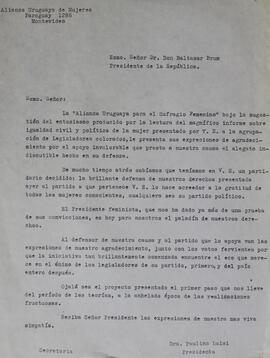 Alianza Uruguaya de Mujeres
Paraguay 1286
Montevideo
Exmo. Señor Dr. Don Baltasar Brum
Presidente de la República.
Exmo. Señor:
La "Alianza Uruguaya para el Sufragio Femenino" bajo la suges
tión del entusiasmo producido por la lectura del magnífico informe sobre
igualdad civil y política de la mujer presentado por V. E. a la agrupación
de legisladores colorados, le presenta sus expresiones de agradecimien
to por el apoyo invalorable que presta a nuestra causa el alegato in
discutible hecho en su defensa.
De mucho tiempo atrás sabíamos que teníamos en V. E. un parti
dario decidido; la brillante defensa de nuestros derechos presentada
ayer al partido a que pertenece V. E. lo hace acreedor a la gratitud de
todas las mujeres conscientes, cualquiera sea su partido político.
El Presidente feminista, que nos ha dado ya más de una prueba
de sus convicciones, es hoy para nosotras el paladín de nuestros dere
chos.
Al defensor de nuestra causa y al partido que la apoye van las
expresiones de nuestro agradecimiento, junto con los votos fervientes por
que la iniciativa tan brillantemente comenzada encuentre el eco que mere
ce en el ánimo de los legisladores de su partido, primero, y del país
entero después.
Ojalá sea el proyecto presentado el primer paso que nos lleve
del período de las teorías, a la anhelada época de las realizaciones
fructuosas.
Reciba Señor Presidente las expresiones de nuestra mas viva
simpatía.
Dra. Paulina Luisi
Secretaria
Presidenta